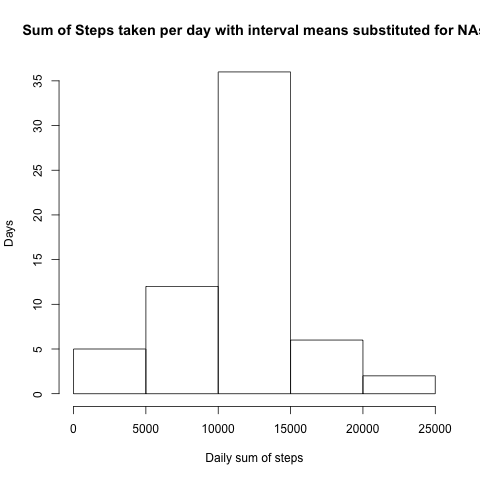 Sum of Steps taken per day with interval means substituted for NAs
35
30
25
20
15
10
5
0
Days
0 5000 10000 15000 20000 25000
Daily sum of steps